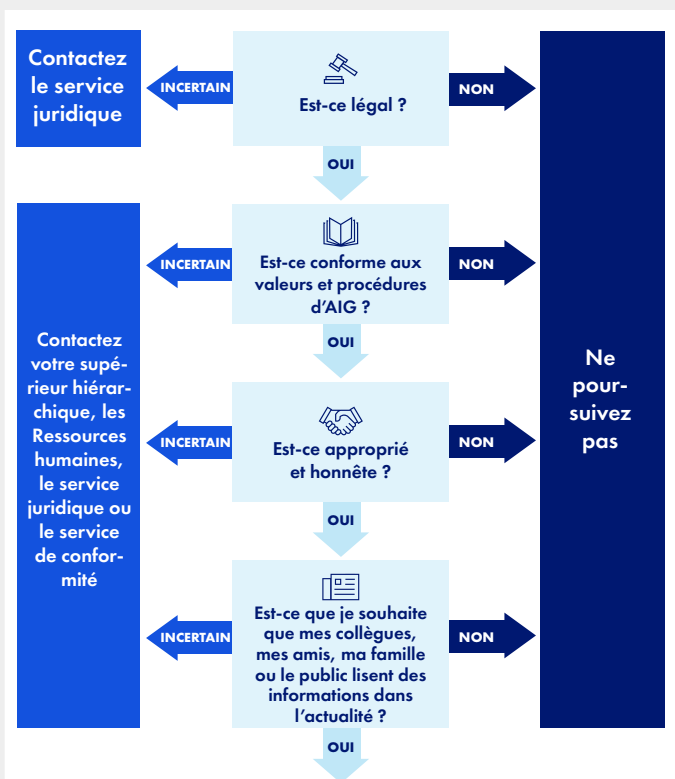 Contactez
le service
juridique
INCERTAIN
Est-ce légal ?
NON
OUI
INCERTAIN
Est-ce conforme aux
valeurs et procédures
d’AIG ?
NON
OUI
Contactez
votre supé-
rieur hiérar-
chique, les
Ressources
humaines,
le service
juridique ou
le service
de confor-
mité
INCERTAIN
Est-ce approprié
et honnête ?
NON
Ne
pour-
suivez
pas
OUI
INCERTAIN
Est-ce que je souhaite
que mes collègues,
mes amis, ma famille
ou le public lisent des
informations dans
l’actualité ?
NON
OUI